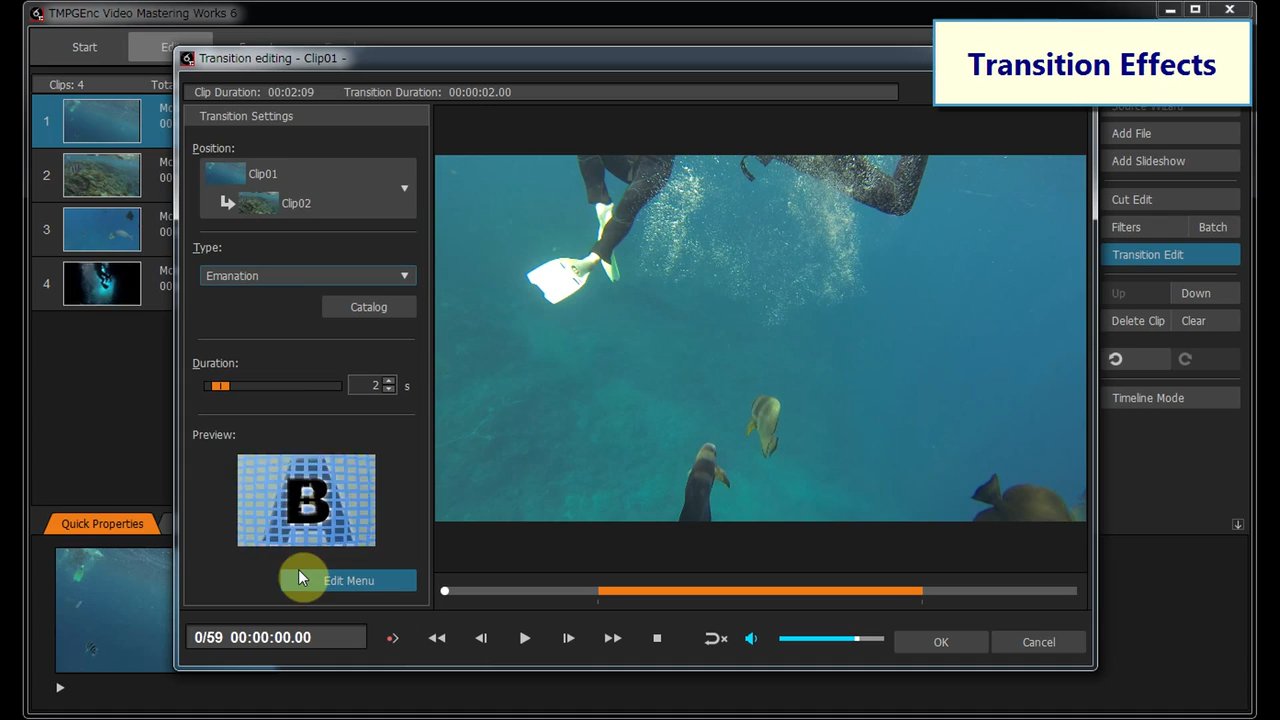 TMPGEnc Video Mastering Works 6
Start
Transition Effects
Transition editing - Clip01 -
Clips: 4
Clip Duration: 00:02:09 Transition Duration: 00:00:02.00
Transition Settings
Position:
Clip01
Clip02
Type:
Emanation
Catalog
Duration:
2 s
Preview:
B
Edit Menu
0/59 00:00:00.00
OK
Cancel
1
2
3
4
Quick Properties
Add File
Add Slideshow
Cut Edit
Filters Batch
Transition Edit
Up Down
Delete Clip Clear
Timeline Mode